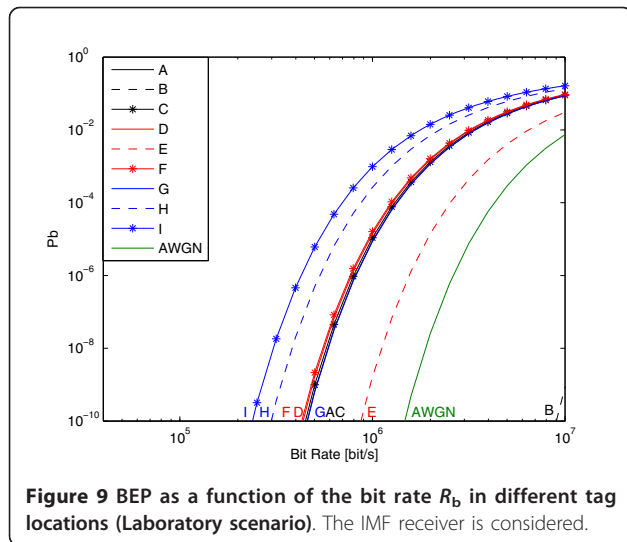 10^0
10^-2
10^-4
10^-6
10^-8
10^-10
Pb
A
B
C
D
E
F
G
H
I
AWGN
I H F D GAC E AWGN B
10^5 10^6 10^7
Bit Rate [bit/s]
Figure 9 BEP as a function of the bit rate R_b in different tag
locations (Laboratory scenario). The IMF receiver is considered.